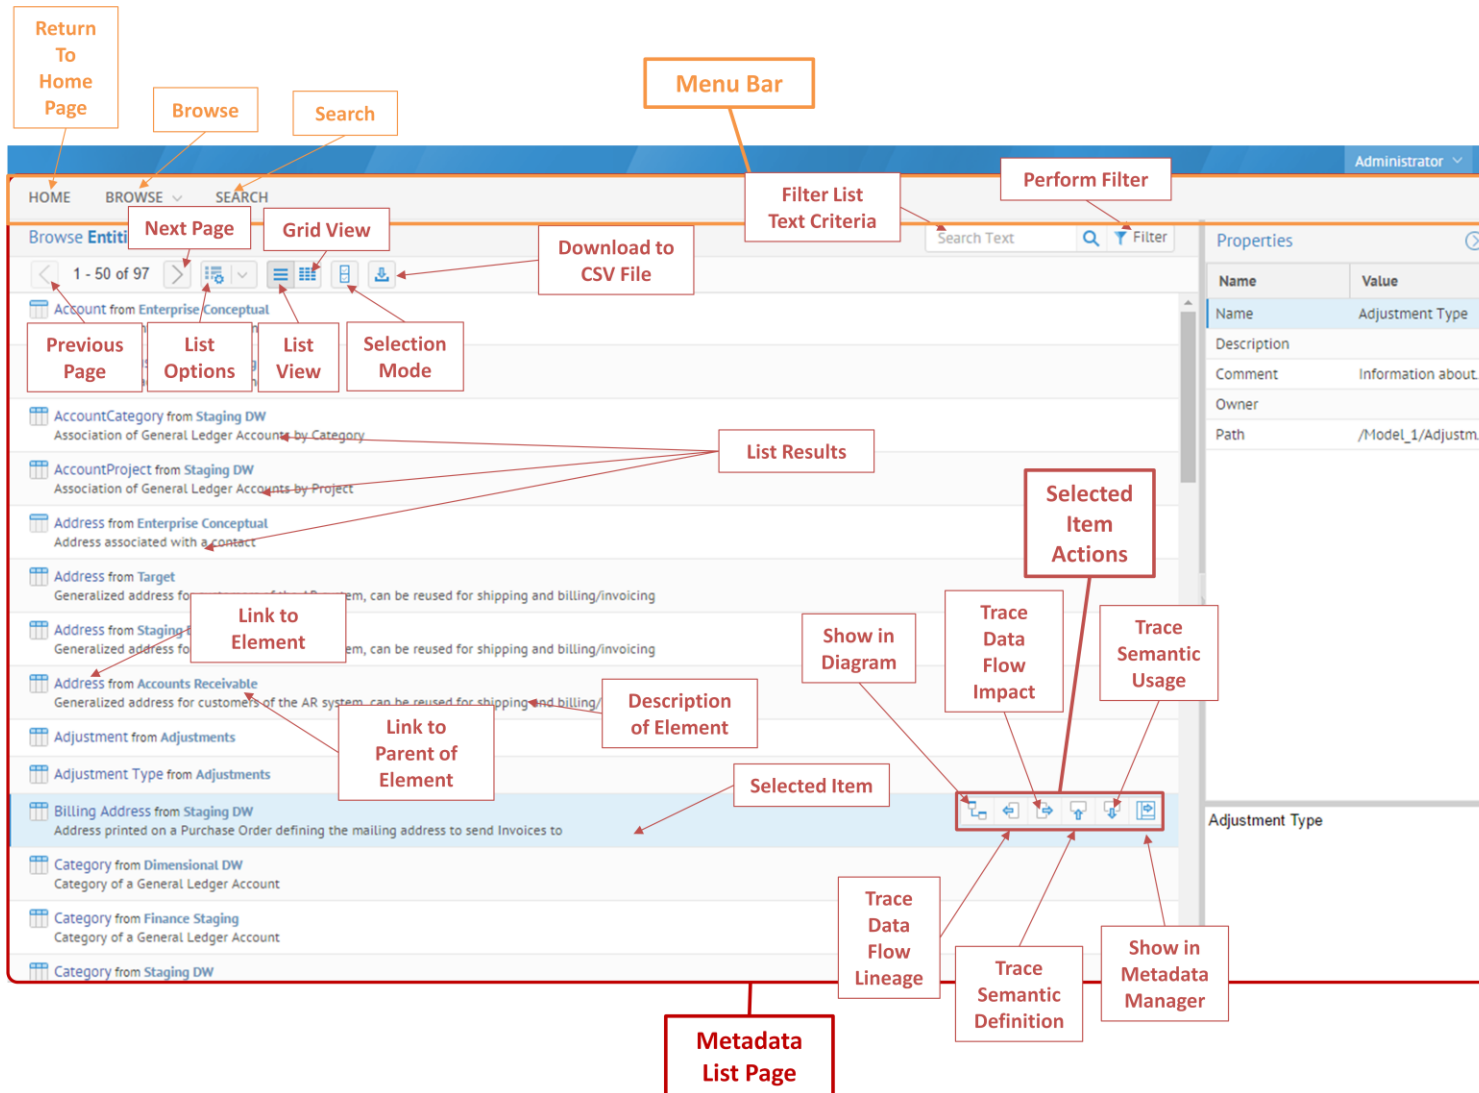 Return
To
Home
Page
Browse
Search
Menu Bar
Administrator
HOME
BROWSE
SEARCH
Filter List
Text Criteria
Perform Filter
Browse Entiti
Next Page
Grid View
Download to
CSV File
Search Text
Filter
Properties
1 - 50 of 97
Name
Value
Account from Enterprise Conceptual
Name
Adjustment Type
Previous
Page
List
Options
List
View
Selection
Mode
Description
Comment
Information about.
Owner
Path
/Model_1/Adjustm.
AccountCategory from Staging DW
Association of General Ledger Accounts by Category
List Results
AccountProject from Staging DW
Association of General Ledger Accounts by Project
Selected
Item
Actions
Address from Enterprise Conceptual
Address associated with a contact
Address from Target
Generalized address for customers of the AR system, can be reused for shipping and billing/invoicing
Link to
Element
Address from Staging
Generalized address fo
em, can be reused for shipping and billing/invoicing
Show in
Diagram
Trace
Data
Flow
Impact
Trace
Semantic
Usage
Address from Accounts Receivable
Generalized address for customers of the AR system, can be reused for shipping and billing/
Description
of Element
Link to
Parent of
Element
Adjustment from Adjustments
Adjustment Type from Adjustments
Selected Item
Billing Address from Staging DW
Address printed on a Purchase Order defining the mailing address to send Invoices to
Adjustment Type
Category from Dimensional DW
Category of a General Ledger Account
Category from Finance Staging
Category of a General Ledger Account
Category from Staging DW
Trace
Data
Flow
Lineage
Trace
Semantic
Definition
Show in
Metadata
Manager
Metadada
List Page